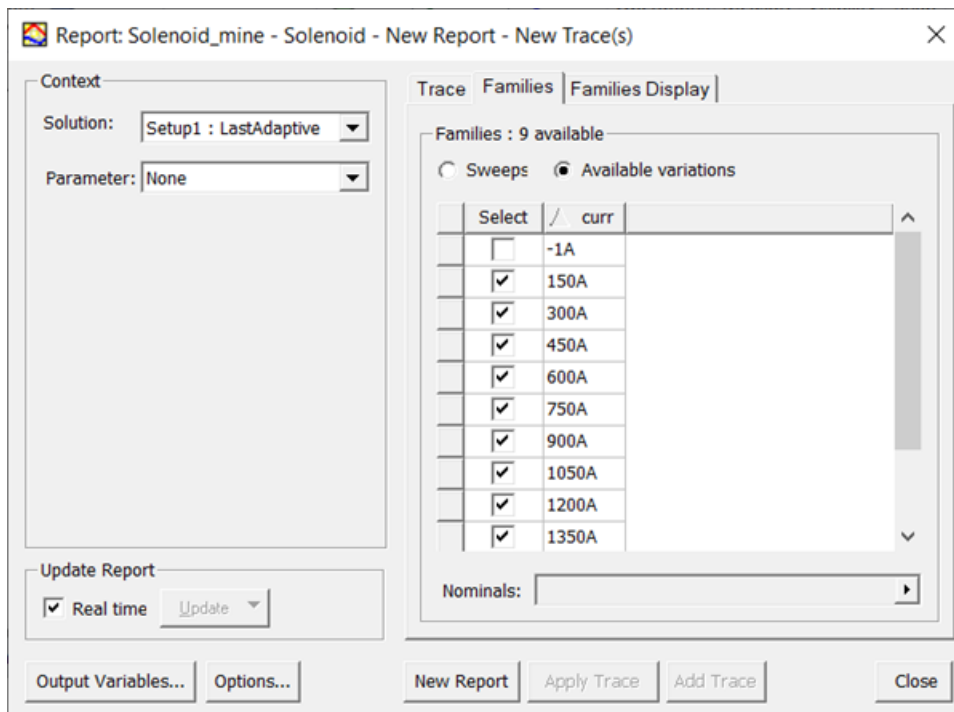 Report: Solenoid_mine - Solenoid - New Report - New Trace(s)
Context
Solution: Setup1 : LastAdaptive
Parameter: None
Update Report
Real time Update
Trace Families Families Display
Families : 9 available
Sweeps Available variations
Select curr
-1A
150A
300A
450A
600A
750A
900A
1050A
1200A
1350A
Nominals:
Output Variables... Options... New Report Apply Trace Add Trace Close